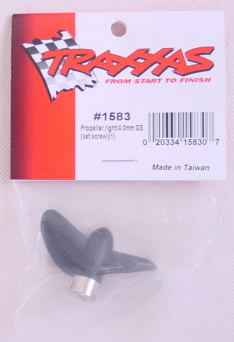 TRAXXAS
FROM START TO FINISH
#1583
Propeller,right/4.0mm GS
(set screw)(1)
0 20334 15830 7
Made in Taiwan